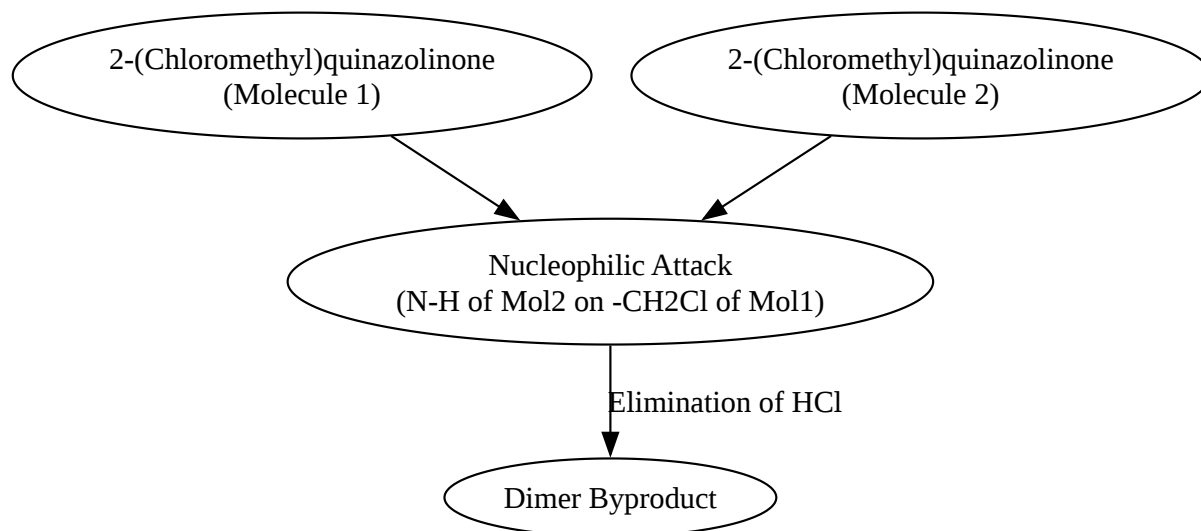 2-(Chloromethyl)quinazolinone
(Molecule 1)
2-(Chloromethyl)quinazolinone
(Molecule 2)
Nucleophilic Attack
(N-H of Mol2 on -CH2Cl of Mol1)
Elimination of HCl
Dimer Byproduct